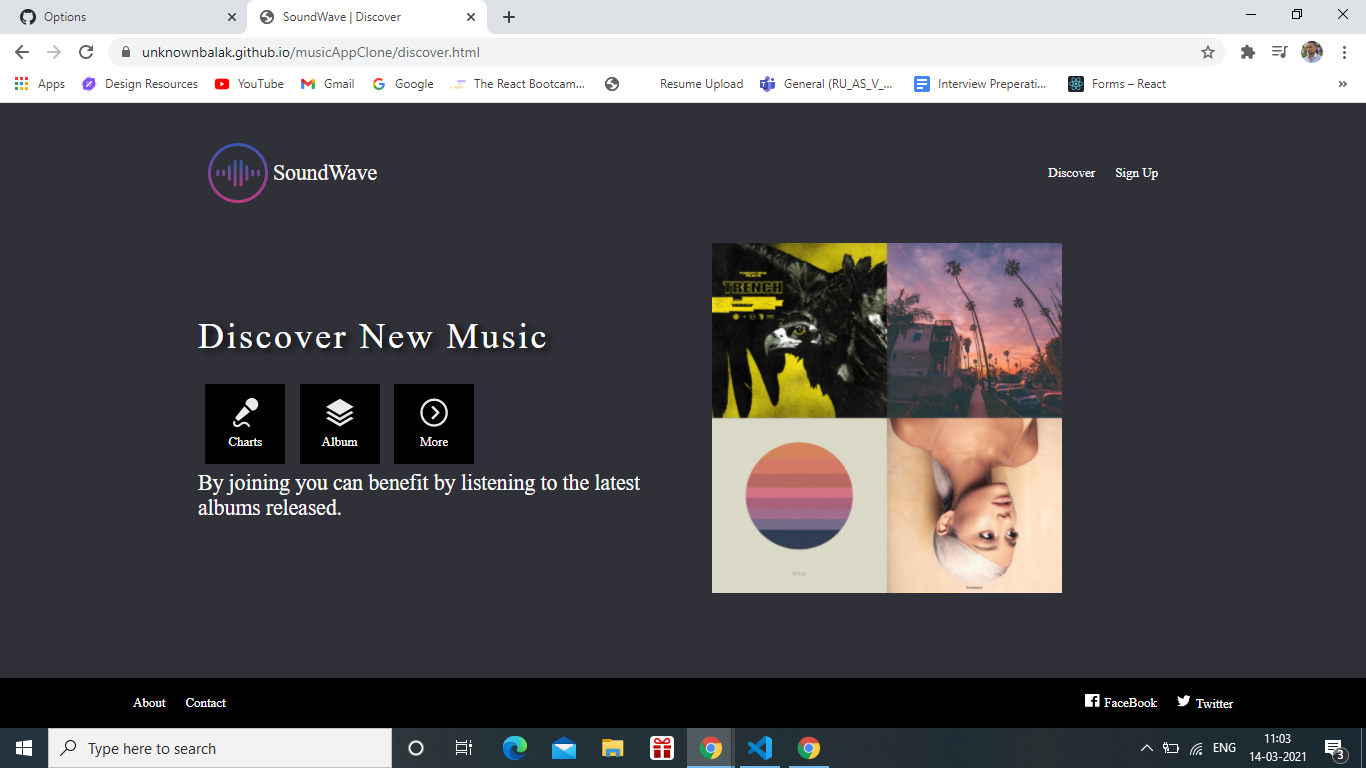 Options
SoundWave | Discover
unknownbalak.github.io/musicAppClone/discover.html
Apps
Design Resources
YouTube
Gmail
Google
The React Bootcam...
Resume Upload
General (RU_AS_V_...
Interview Preperati...
Forms – React
»
SoundWave
Discover
Sign Up
TRENCH
Discover New Music
Charts
Album
More
By joining you can benefit by listening to the latest
albums released.
About
Contact
FaceBook
Twitter
Type here to search
ENG
11:03
14-03-2021
3